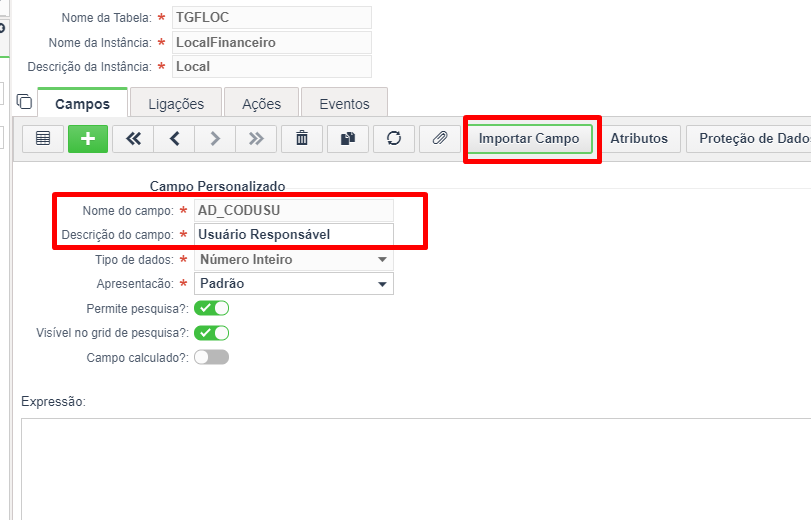 Nome da Tabela: * TGFLOC
Nome da Instância: * LocalFinanceiro
Descrição da Instância: * Local
Campos Ligações Ações Eventos
Importar Campo Atributos Proteção de Dados
Campo Personalizado
Nome do campo: * AD_CODUSU
Descrição do campo: * Usuário Responsável
Tipo de dados: * Número Inteiro
Apresentacão: * Padrão
Permite pesquisa?:
Visível no grid de pesquisa?:
Campo calculado?:
Expressão: